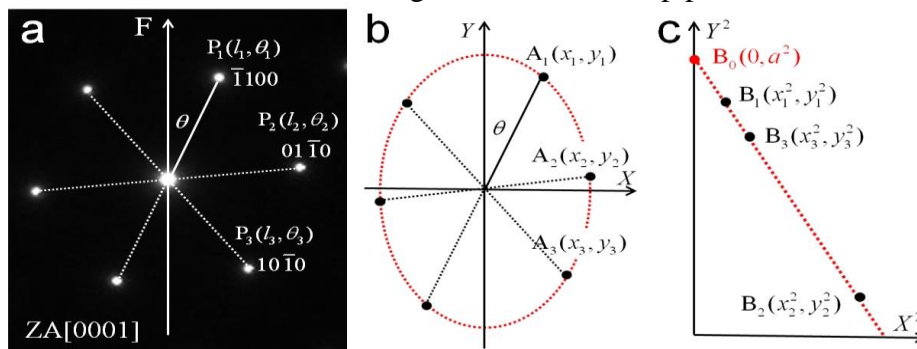 a
F
P₁(l₁, θ₁)
1̅100
θ
P₂(l₂, θ₂)
011̅0
P₃(l₃, θ₃)
101̅0
ZA[0001]
b
Y
A₁(x₁, y₁)
θ
A₂(x₂, y₂)
X
A₃(x₃, y₃)
c
Y²
B₀(0, a²)
B₁(x₁², y₁²)
B₃(x₃², y₃²)
B₂(x₂², y₂²)
X²